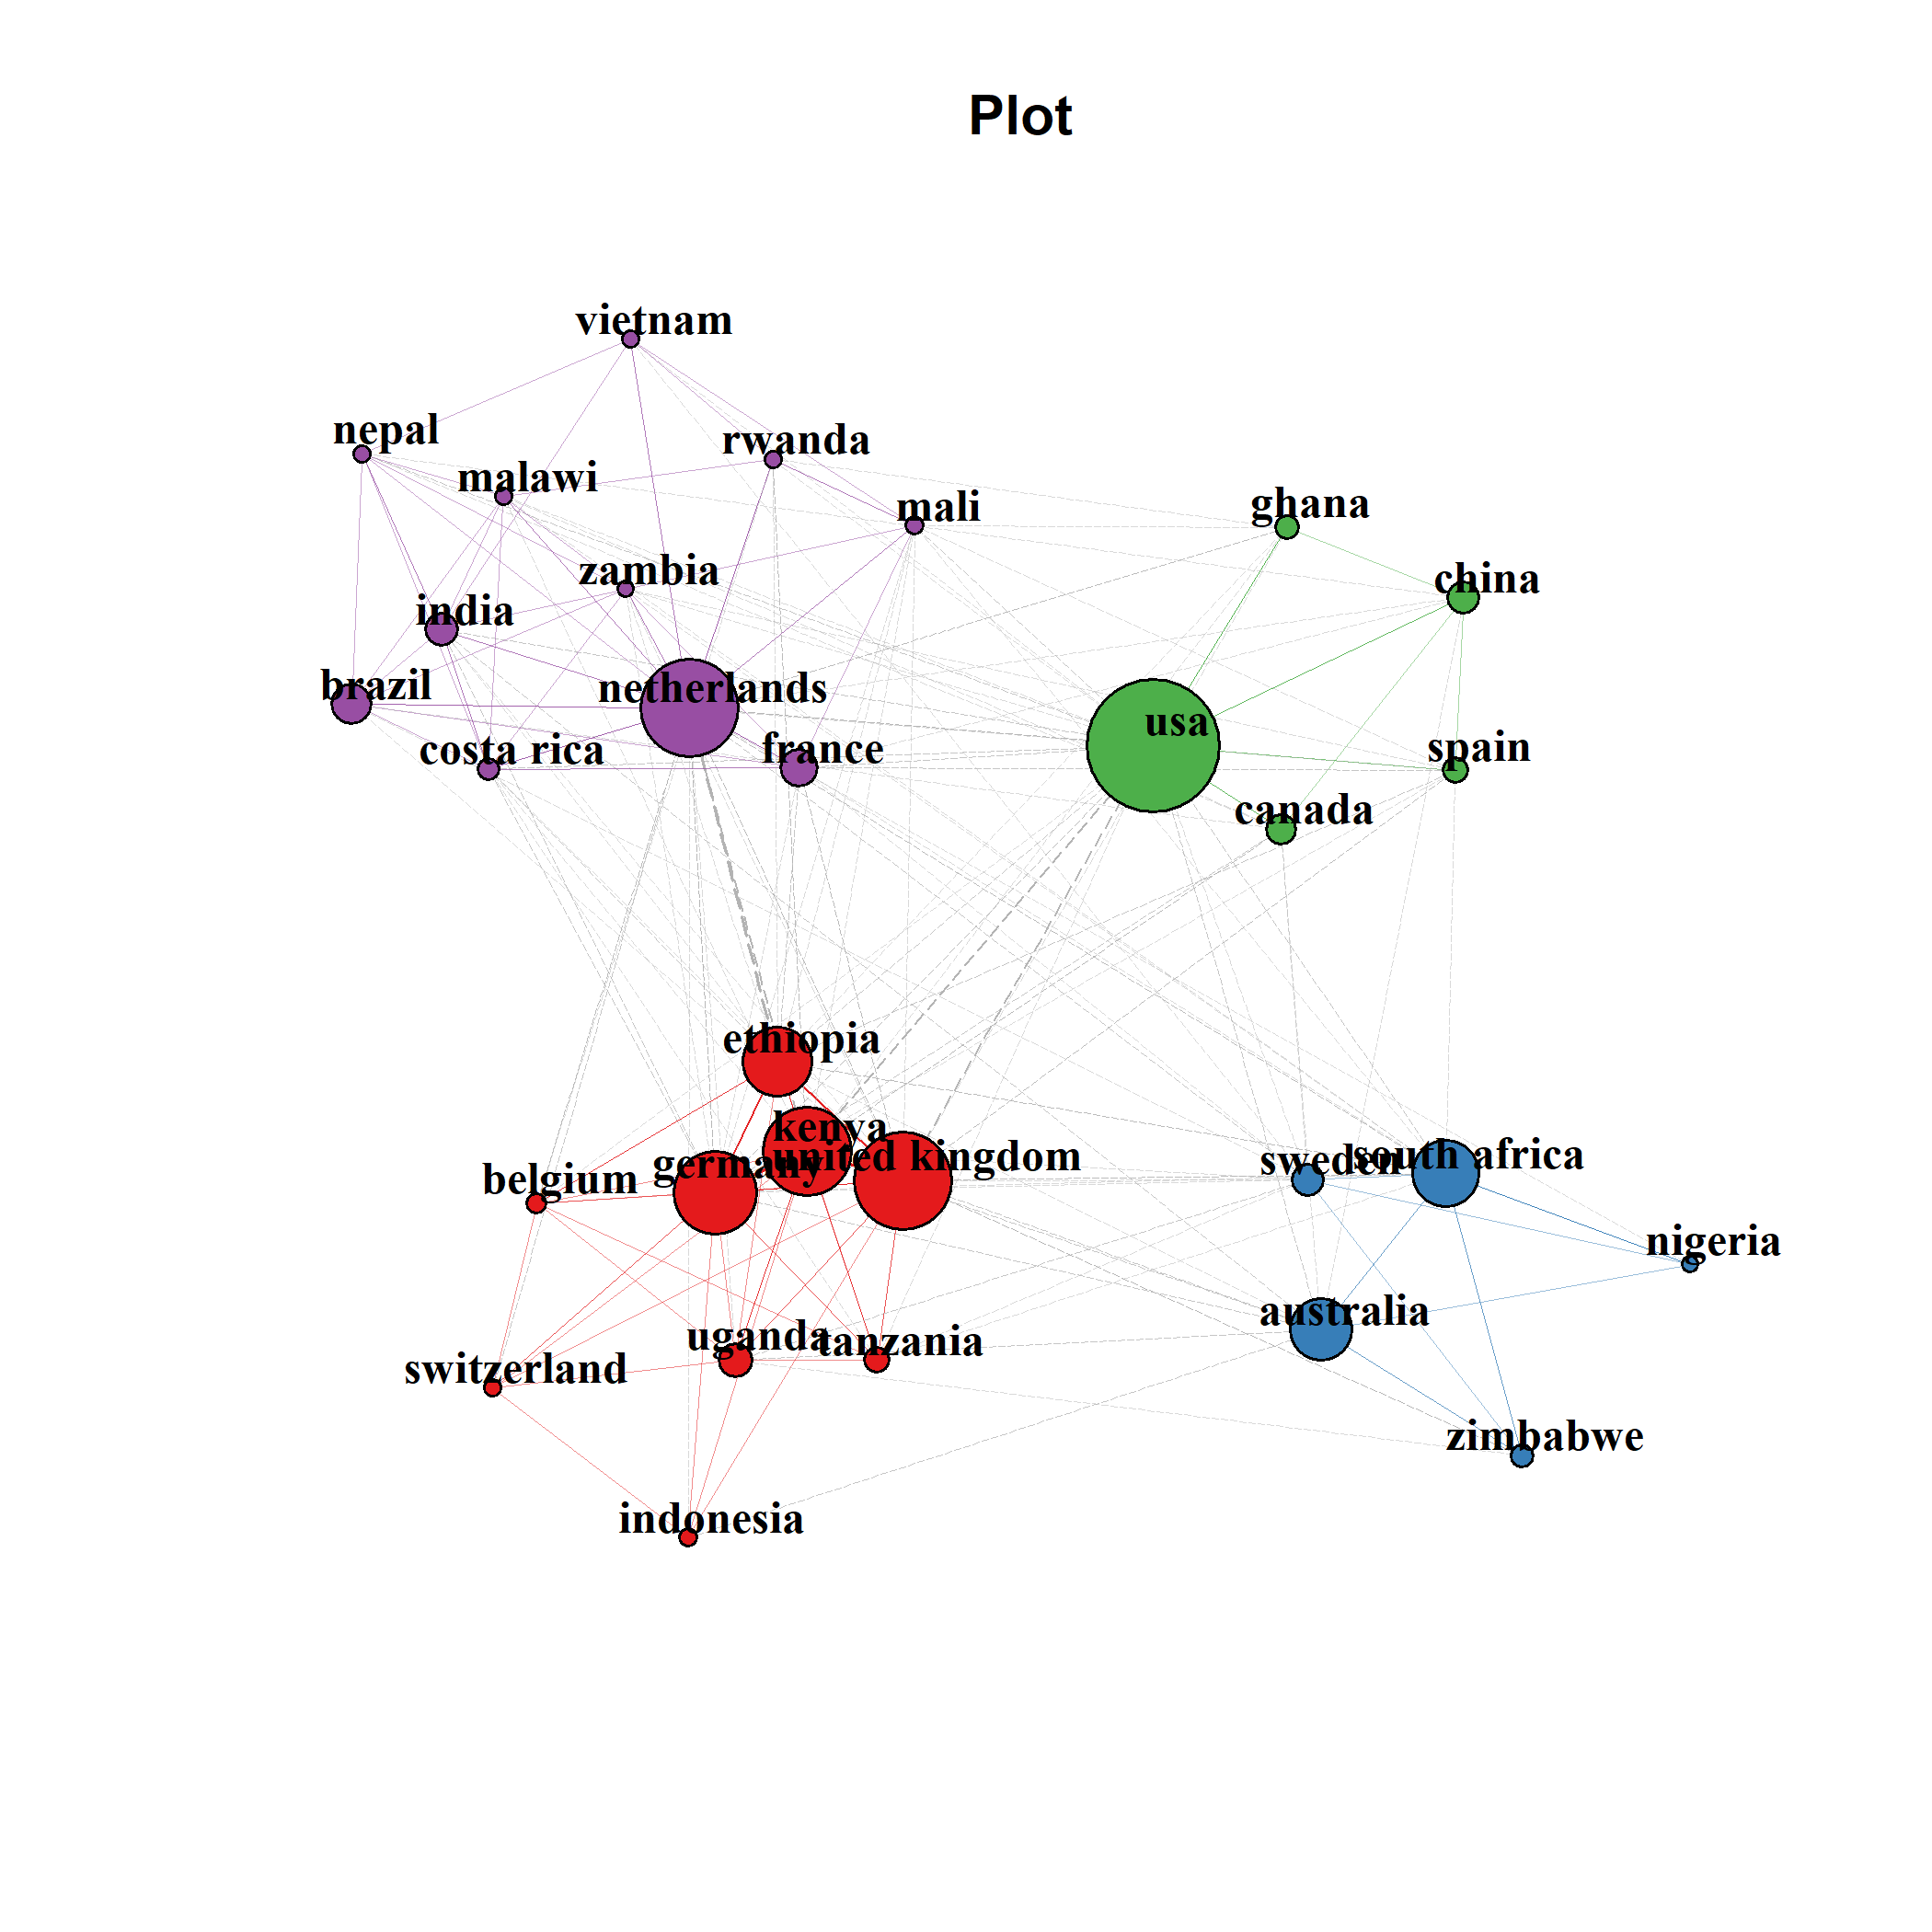 Plot
vietnam
nepal
rwanda
malawi
mali
ghana
zambia
china
india
brazil
netherlands
usa
costa rica
france
spain
canada
ethiopia
kenya
united kingdom
germany
belgium
sweden
south africa
nigeria
australia
uganda
tanzania
switzerland
zimbabwe
indonesia